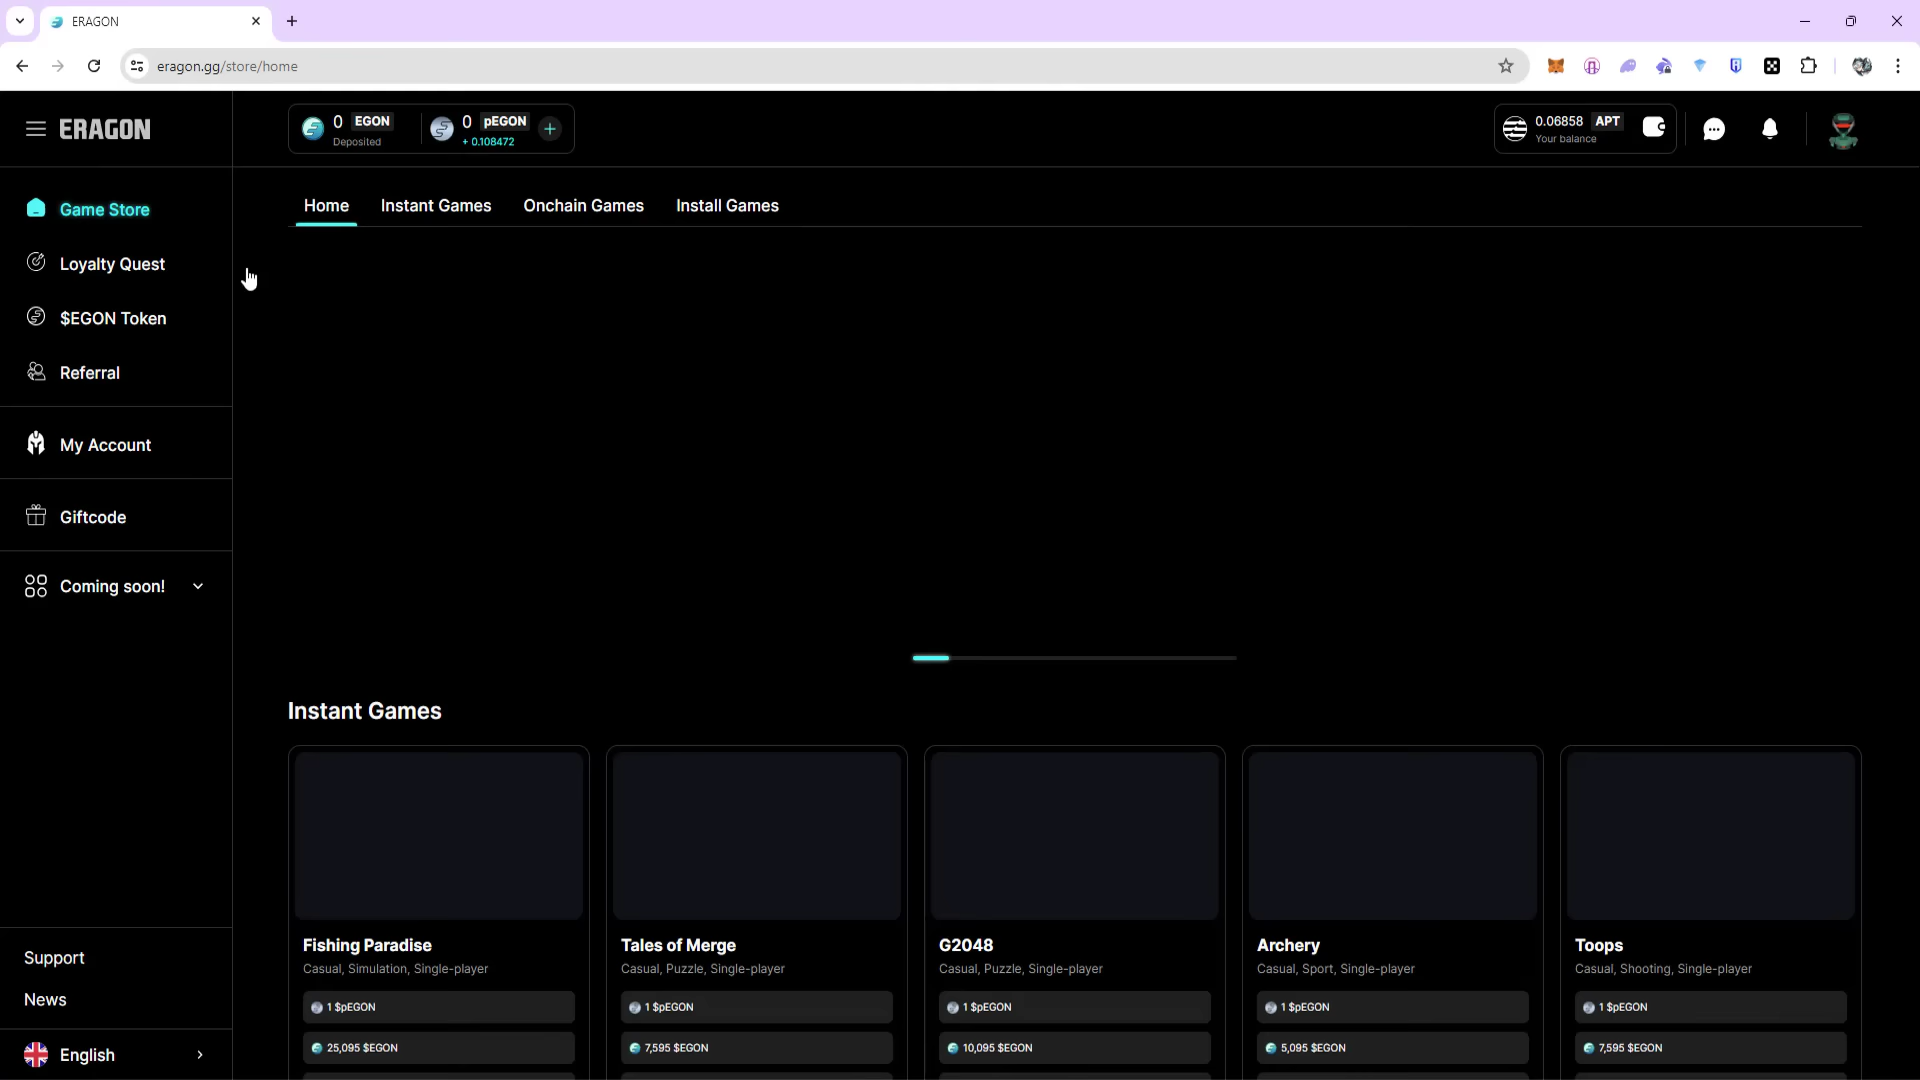 ERAGON
eragon.gg/store/home
ERAGON
0 EGON
Deposited
0 pEGON
+ 0.108472
0.06858 APT
Your balance
Game Store
Loyalty Quest
$EGON Token
Referral
My Account
Giftcode
Coming soon!
Support
News
English
Home
Instant Games
Onchain Games
Install Games
Instant Games
Fishing Paradise
Casual, Simulation, Single-player
1 $pEGON
25,095 $EGON
Tales of Merge
Casual, Puzzle, Single-player
1 $pEGON
7,595 $EGON
G2048
Casual, Puzzle, Single-player
1 $pEGON
10,095 $EGON
Archery
Casual, Sport, Single-player
1 $pEGON
5,095 $EGON
Toops
Casual, Shooting, Single-player
1 $pEGON
7,595 $EGON